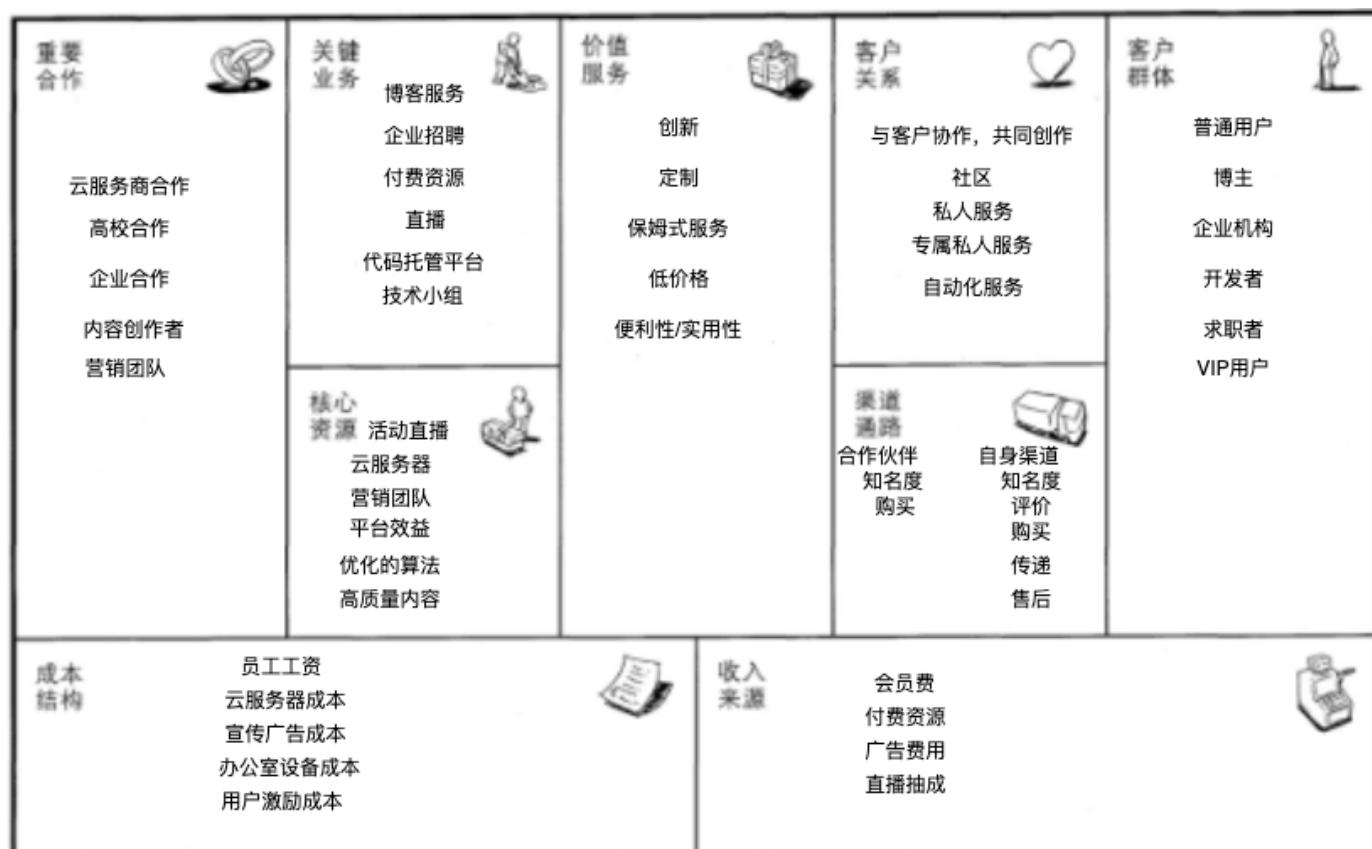 重要
合作
云服务商合作
高校合作
企业合作
内容创作者
营销团队
关键
业务
博客服务
企业招聘
付费资源
直播
代码托管平台
技术小组
核心
资源
活动直播
云服务器
营销团队
平台效益
优化的算法
高质量内容
价值
服务
创新
定制
保姆式服务
低价格
便利性/实用性
客户
关系
与客户协作，共同创作
社区
私人服务
专属私人服务
自动化服务
渠道
通路
合作伙伴
知名度
购买
自身渠道
知名度
评价
购买
传递
售后
客户
群体
普通用户
博主
企业机构
开发者
求职者
VIP用户
成本
结构
员工工资
云服务器成本
宣传广告成本
办公室设备成本
用户激励成本
收入
来源
会员费
付费资源
广告费用
直播抽成